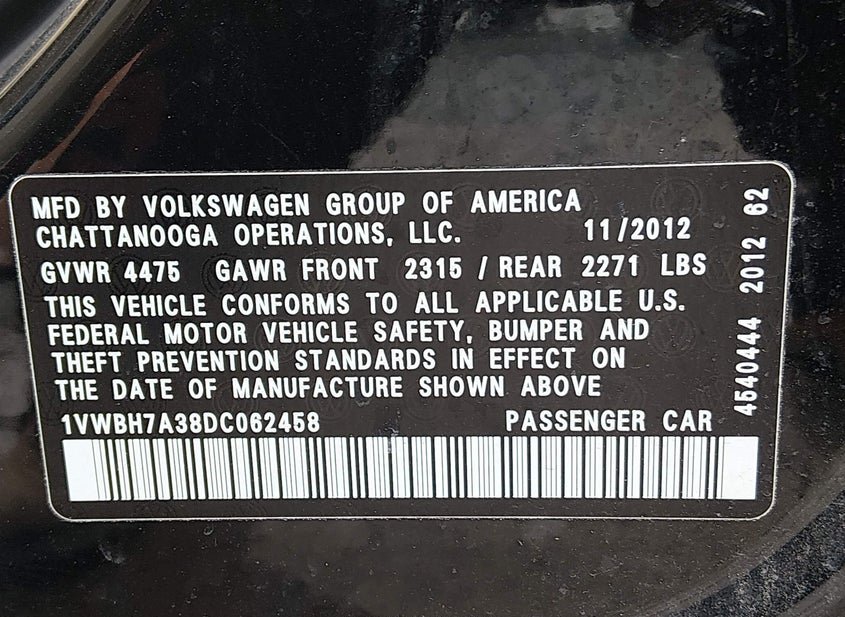 MFD BY VOLKSWAGEN GROUP OF AMERICA
CHATTANOOGA OPERATIONS, LLC. 11/2012
GVWR 4475 GAWR FRONT 2315 / REAR 2271 LBS
THIS VEHICLE CONFORMS TO ALL APPLICABLE U.S.
FEDERAL MOTOR VEHICLE SAFETY, BUMPER AND
THEFT PREVENTION STANDARDS IN EFFECT ON
THE DATE OF MANUFACTURE SHOWN ABOVE
1VWBH7A38DC062458 PASSENGER CAR
4540444 2012 62